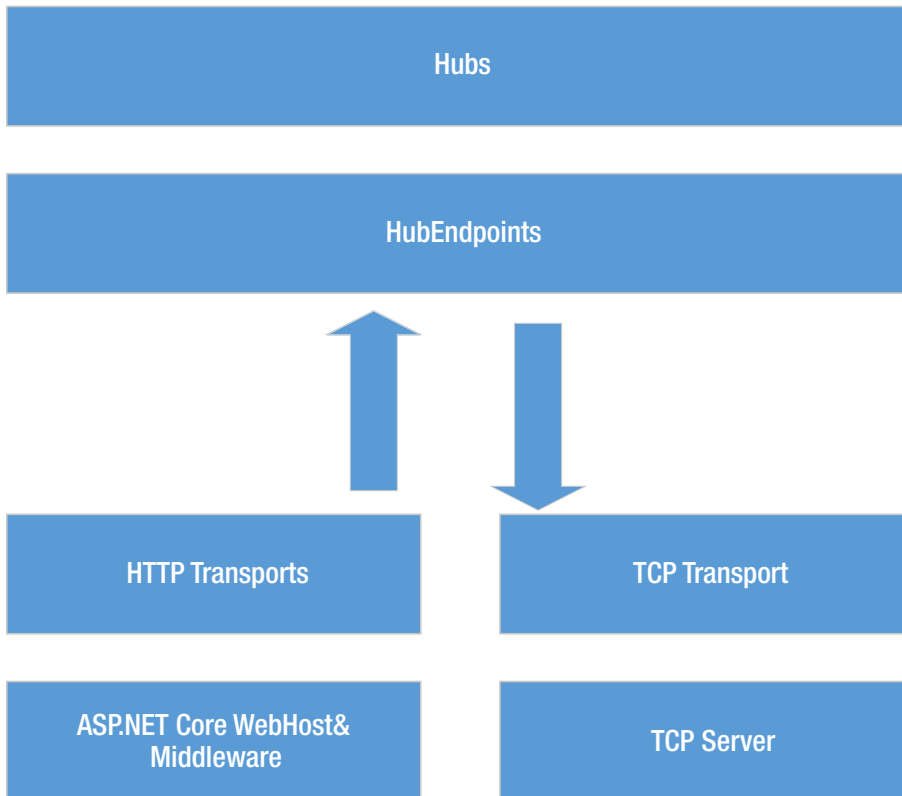 Hubs
HubEndpoints
HTTP Transports
TCP Transport
ASP.NET Core WebHost&
Middleware
TCP Server